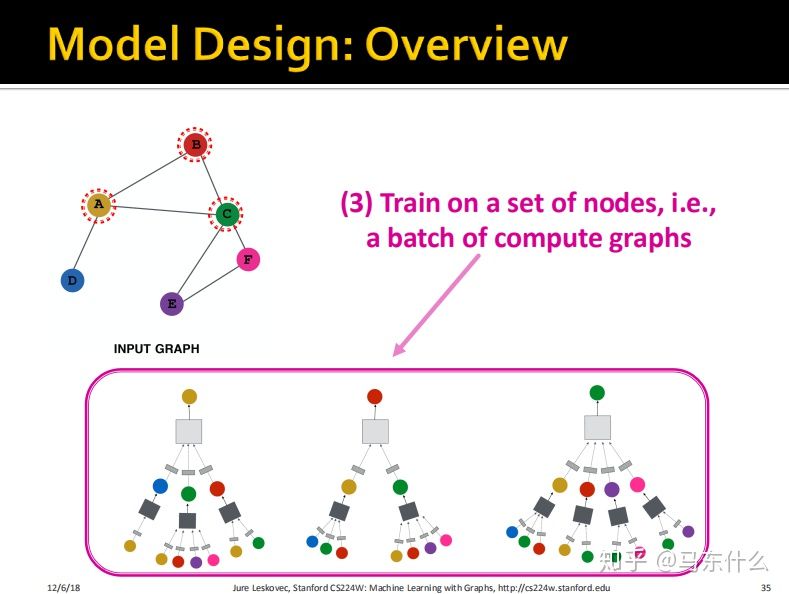 Model Design: Overview
B
A
C
F
D
E
(3) Train on a set of nodes, i.e.,
a batch of compute graphs
INPUT GRAPH
知乎 @马东什么
12/6/18
Jure Leskovec, Stanford CS224W: Machine Learning with Graphs, http://cs224w.stanford.edu
35